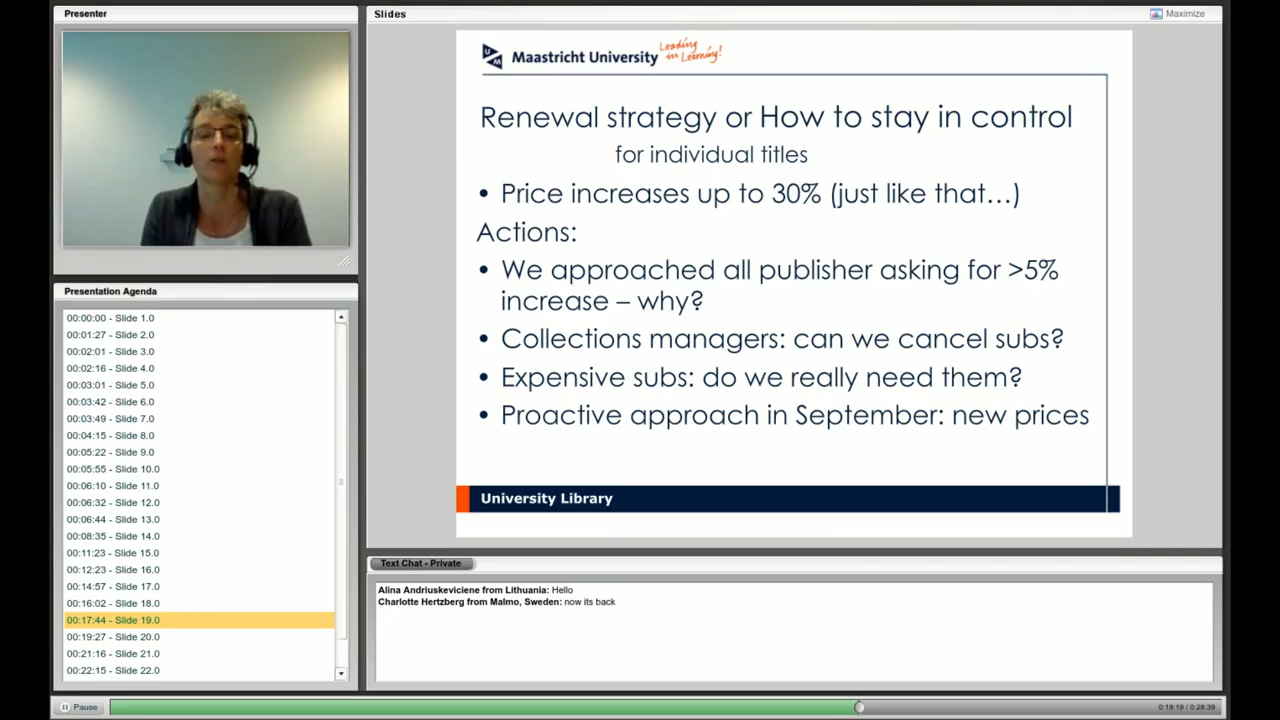 Presenter
Presentation Agenda
00:00:00 - Slide 1.0
00:01:27 - Slide 2.0
00:02:01 - Slide 3.0
00:02:16 - Slide 4.0
00:03:01 - Slide 5.0
00:03:42 - Slide 6.0
00:03:49 - Slide 7.0
00:04:15 - Slide 8.0
00:05:22 - Slide 9.0
00:05:55 - Slide 10.0
00:06:10 - Slide 11.0
00:06:32 - Slide 12.0
00:06:44 - Slide 13.0
00:08:35 - Slide 14.0
00:11:23 - Slide 15.0
00:12:23 - Slide 16.0
00:14:57 - Slide 17.0
00:16:02 - Slide 18.0
00:17:44 - Slide 19.0
00:19:27 - Slide 20.0
00:21:16 - Slide 21.0
00:22:15 - Slide 22.0
Slides
Maximize
UM
Maastricht University
Leading
in Learning!
Renewal strategy or How to stay in control
for individual titles
• Price increases up to 30% (just like that…)
Actions:
• We approached all publisher asking for >5%
increase – why?
• Collections managers: can we cancel subs?
• Expensive subs: do we really need them?
• Proactive approach in September: new prices
University Library
Text Chat - Private
Alina Andriuskeviciene from Lithuania: Hello
Charlotte Hertzberg from Malmo, Sweden: now its back
Pause
0:19:19 / 0:28:39